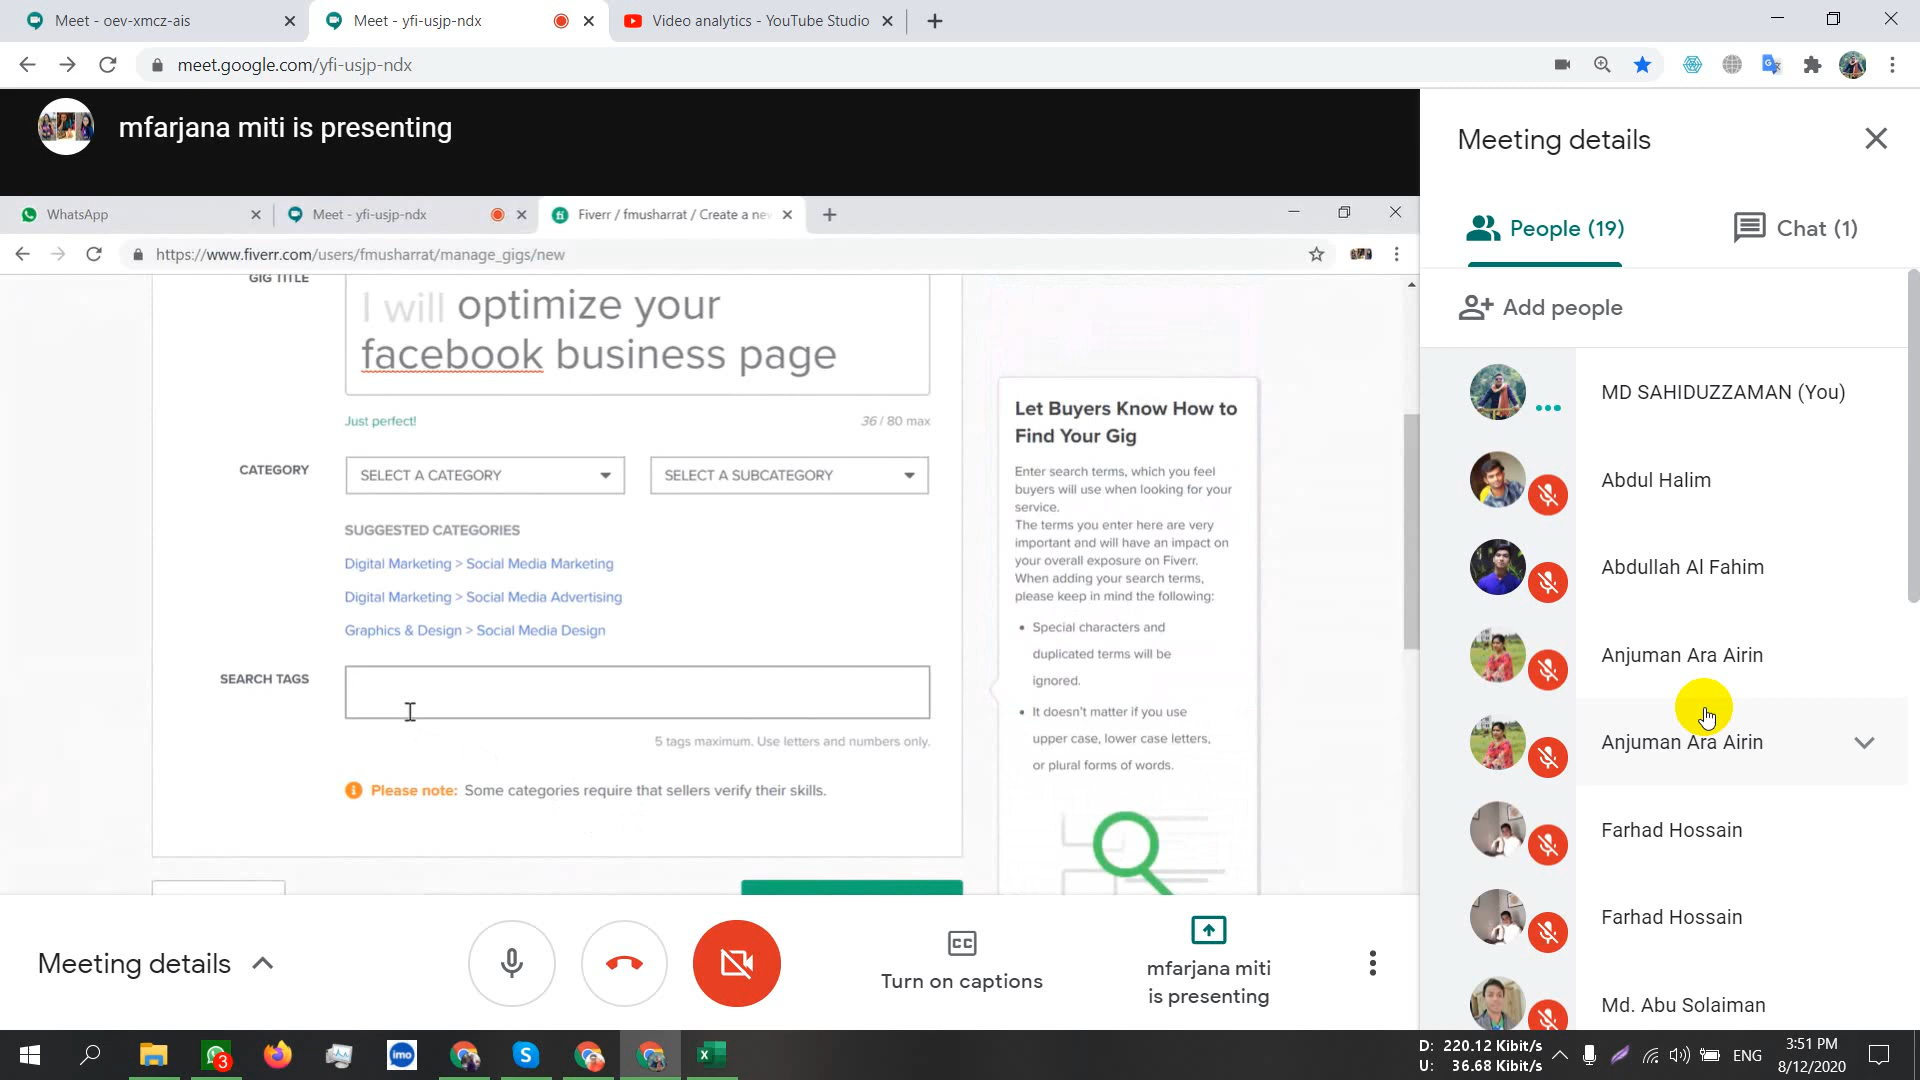 Meet - oev-xmcz-ais
Meet - yfi-usjp-ndx
Video analytics - YouTube Studio
meet.google.com/yfi-usjp-ndx
mfarjana miti is presenting
WhatsApp
Meet - yfi-usjp-ndx
Fiverr / fmusharrat / Create a new
https://www.fiverr.com/users/fmusharrat/manage_gigs/new
GIG TITLE
I will optimize your
facebook business page
Just perfect!
36 / 80 max
CATEGORY
SELECT A CATEGORY
SELECT A SUBCATEGORY
SUGGESTED CATEGORIES
Digital Marketing > Social Media Marketing
Digital Marketing > Social Media Advertising
Graphics & Design > Social Media Design
SEARCH TAGS
5 tags maximum. Use letters and numbers only.
Please note: Some categories require that sellers verify their skills.
Let Buyers Know How to
Find Your Gig
Enter search terms, which you feel
buyers will use when looking for your
service.
The terms you enter here are very
important and will have an impact on
your overall exposure on Fiverr.
When adding your search terms,
please keep in mind the following:
• Special characters and
duplicated terms will be
ignored.
• It doesn't matter if you use
upper case, lower case letters,
or plural forms of words.
Meeting details
People (19)
Chat (1)
Add people
MD SAHIDUZZAMAN (You)
Abdul Halim
Abdullah Al Fahim
Anjuman Ara Airin
Anjuman Ara Airin
Farhad Hossain
Farhad Hossain
Md. Abu Solaiman
Meeting details
CC
Turn on captions
mfarjana miti
is presenting
3
imo
D: 220.12 Kibit/s
U: 36.68 Kibit/s
ENG
3:51 PM
8/12/2020